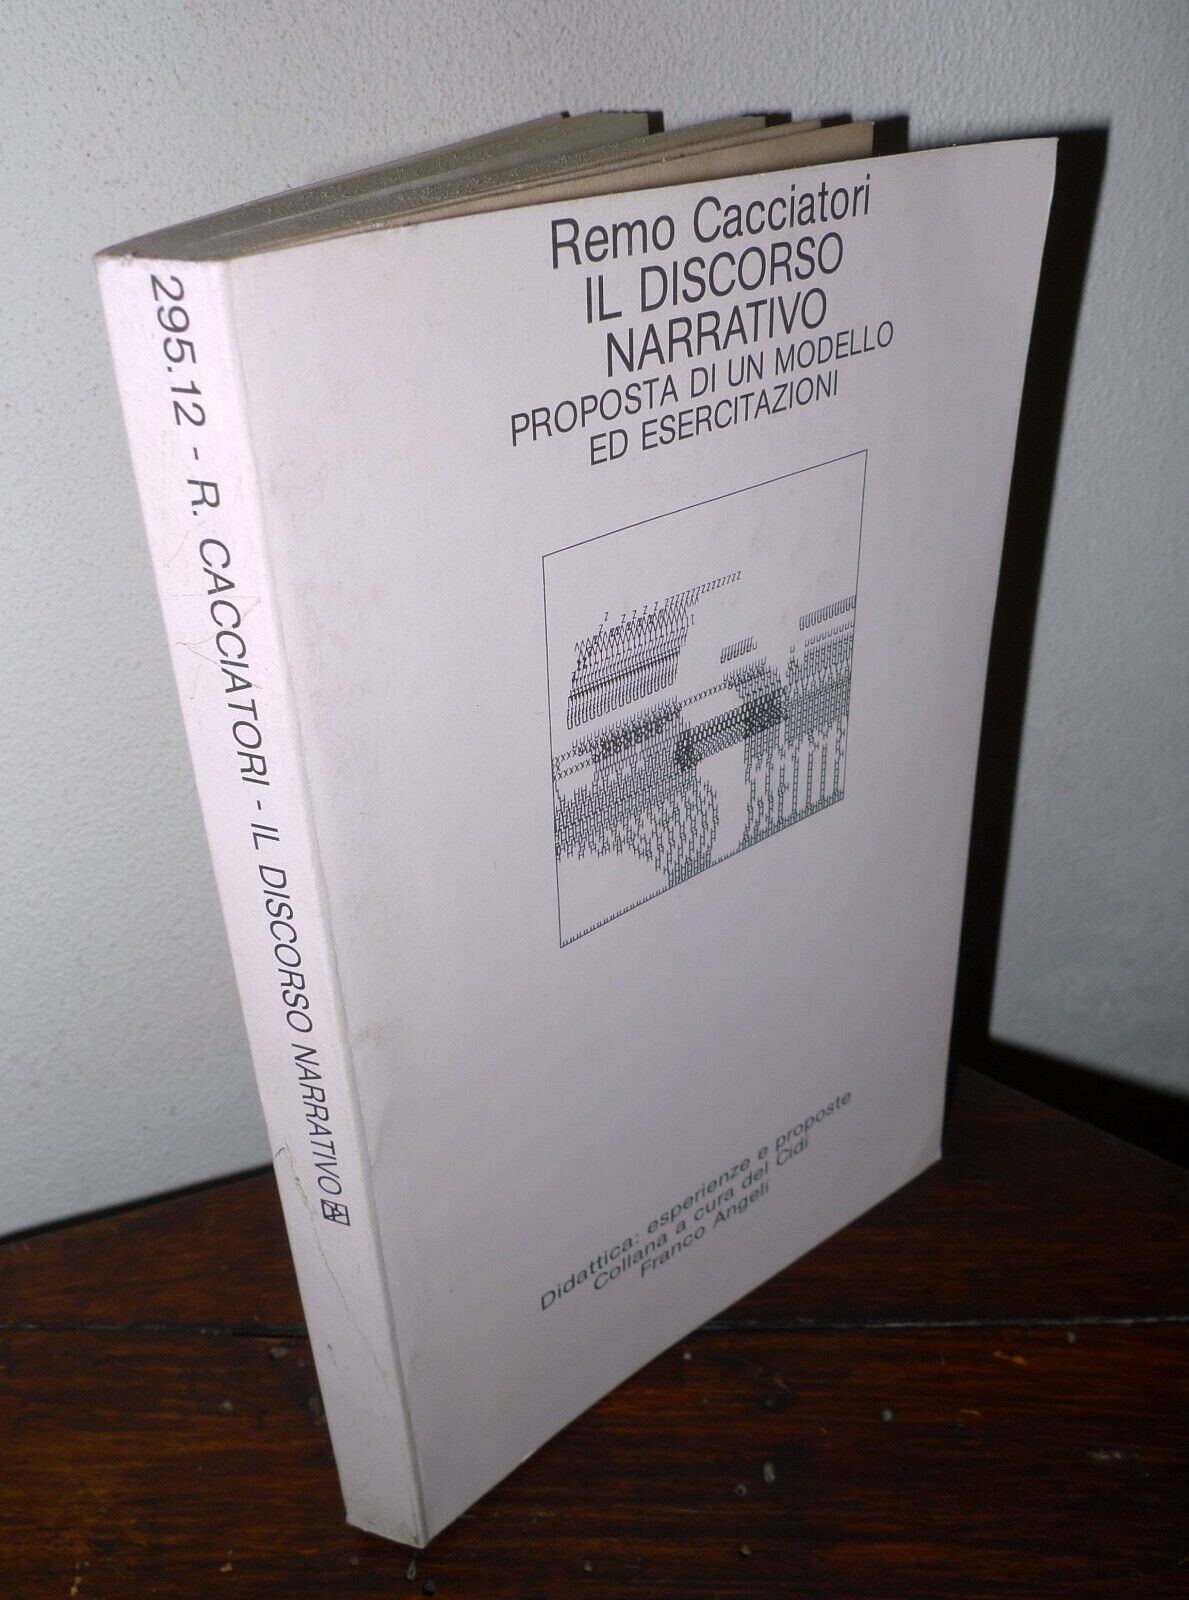 Remo Cacciatori
IL DISCORSO
NARRATIVO
PROPOSTA DI UN MODELLO
ED ESERCITAZIONI
Didattica: esperienze e proposte
Collana a cura del Cidi
Franco Angeli
295.12 - R. CACCIATORI - IL DISCORSO NARRATIVO